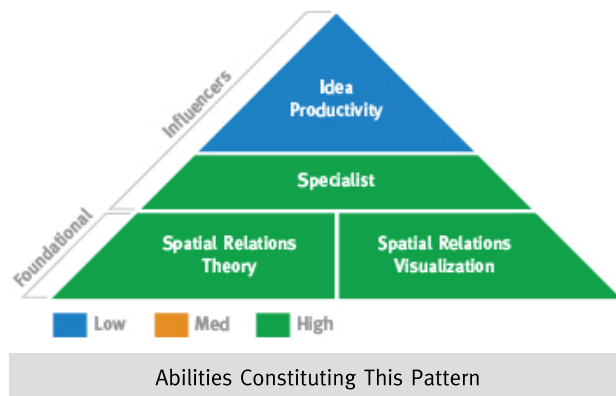 Influencers
Idea
Productivity
Specialist
Foundational
Spatial Relations
Theory
Spatial Relations
Visualization
Low
Med
High
Abilities Constituting This Pattern